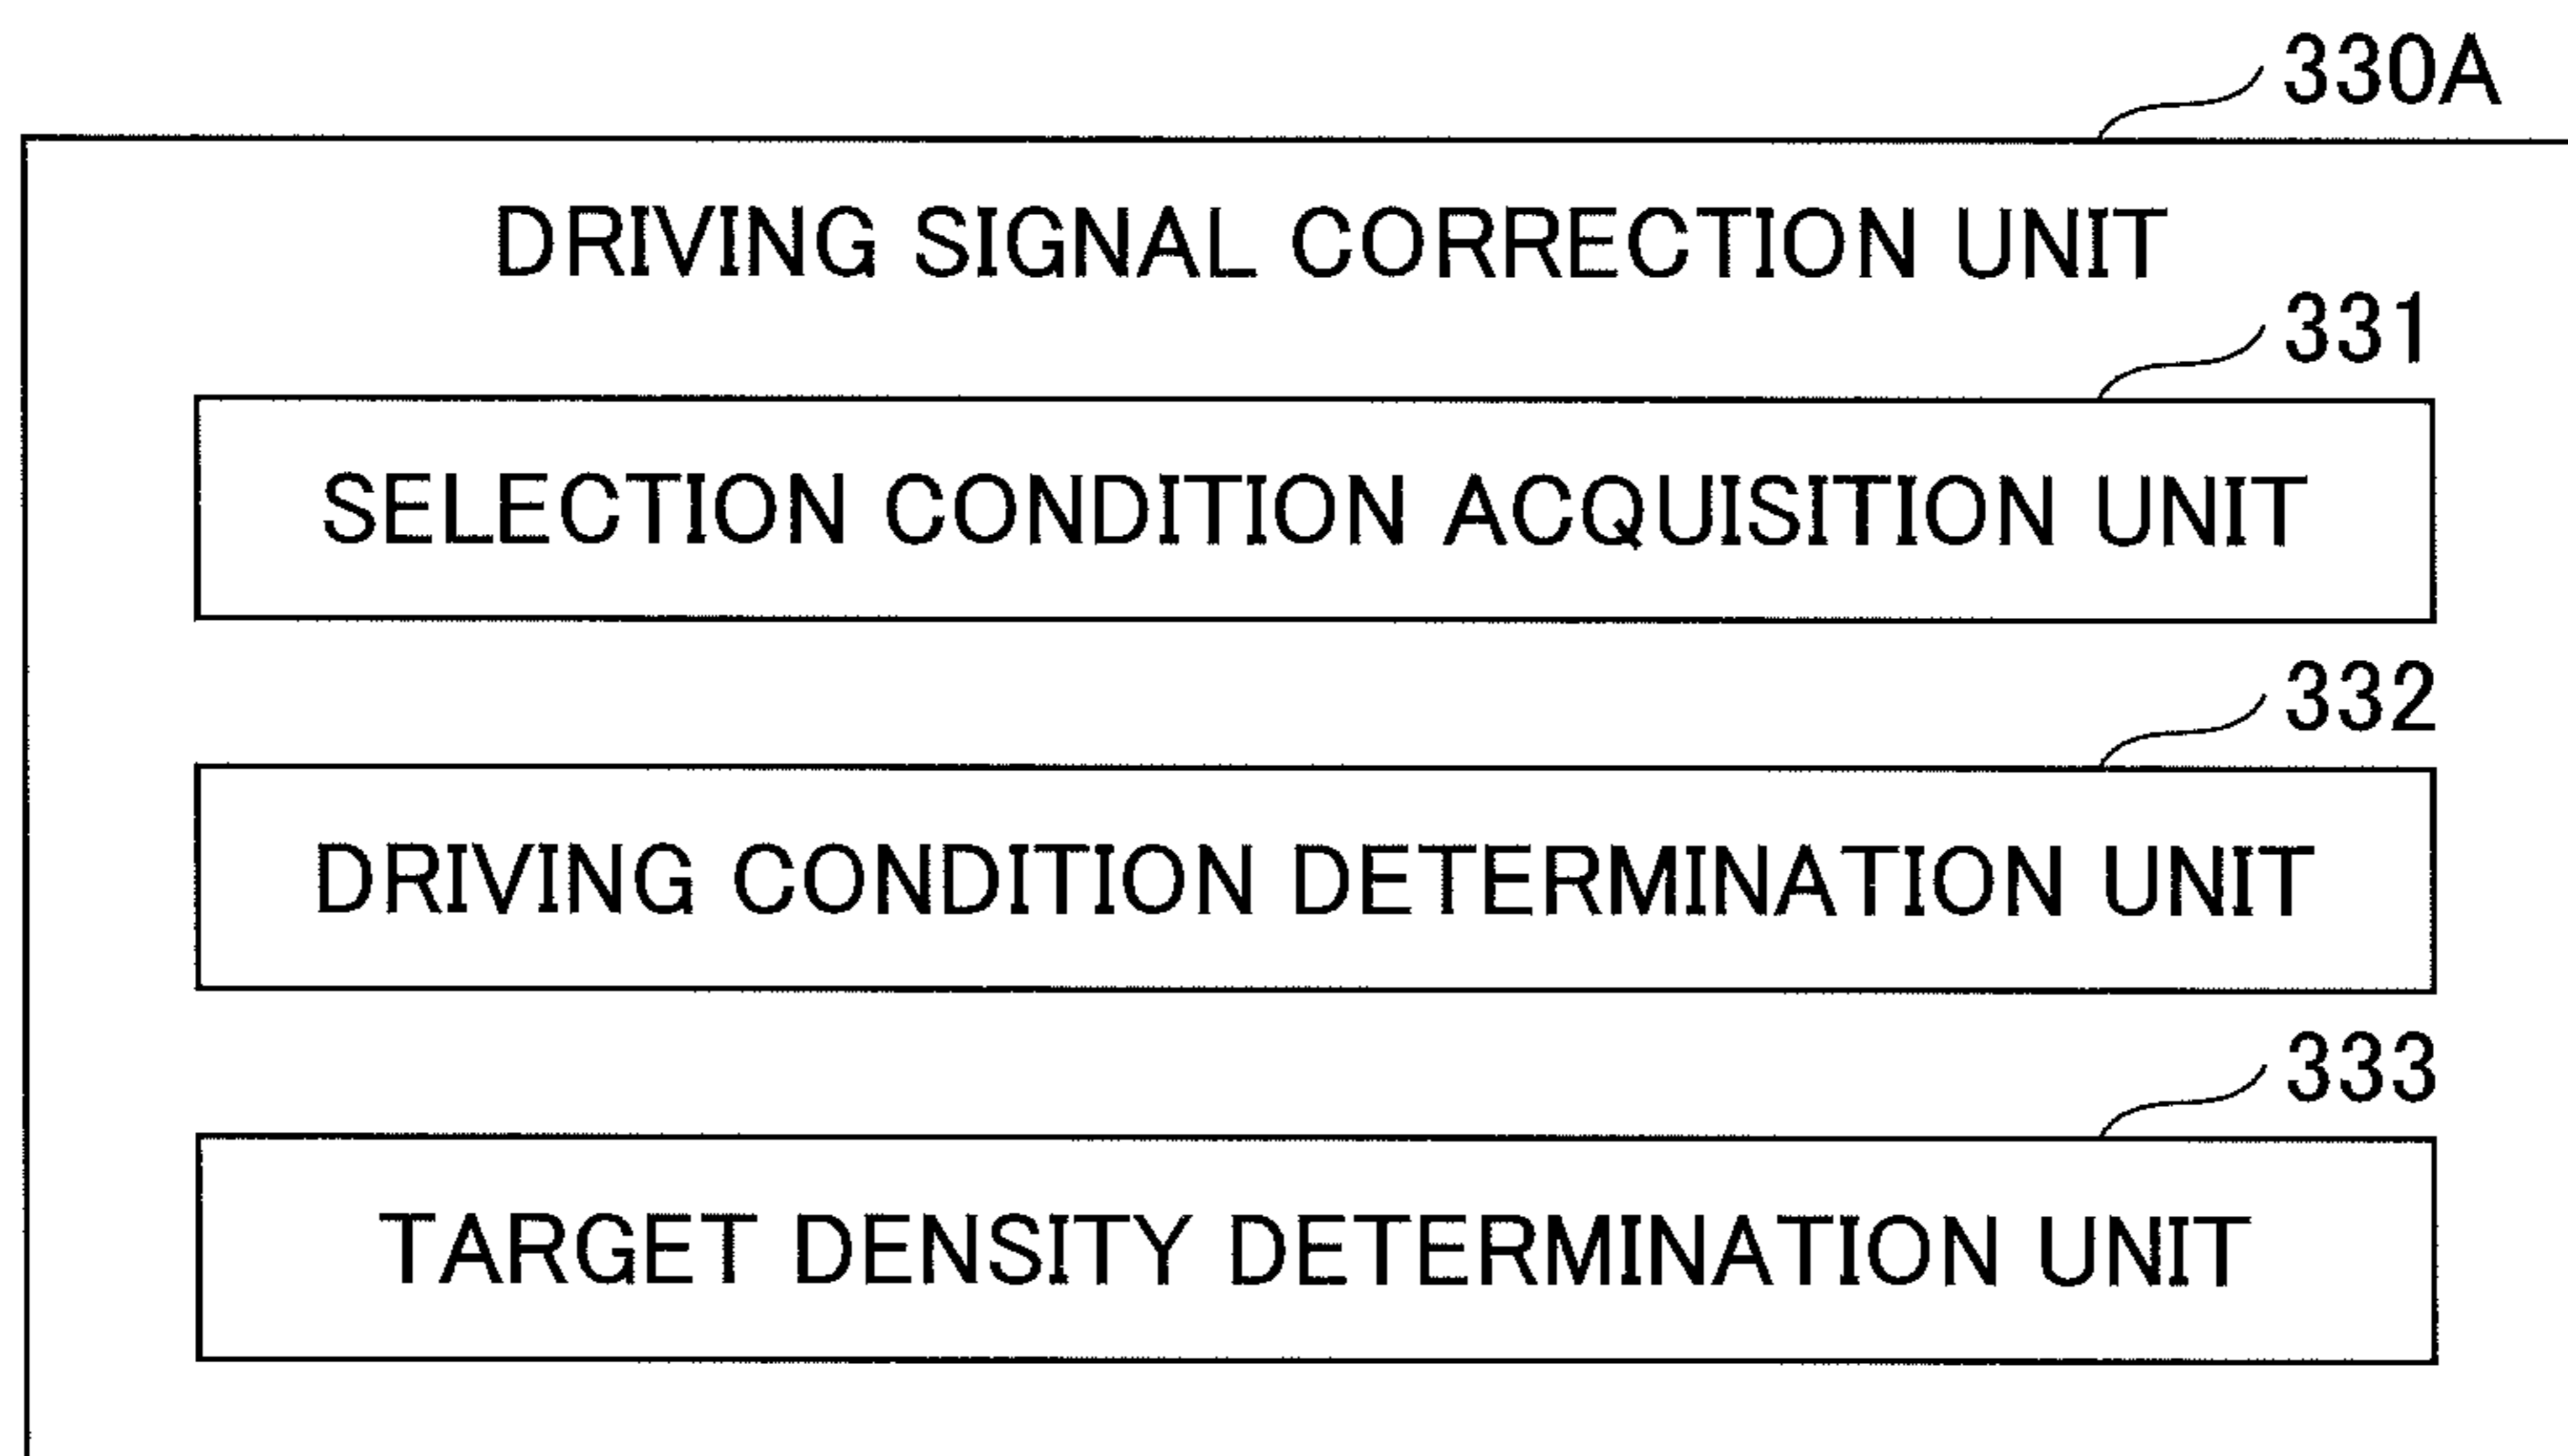 330A
DRIVING SIGNAL CORRECTION UNIT
331
SELECTION CONDITION ACQUISITION UNIT
332
DRIVING CONDITION DETERMINATION UNIT
333
TARGET DENSITY DETERMINATION UNIT